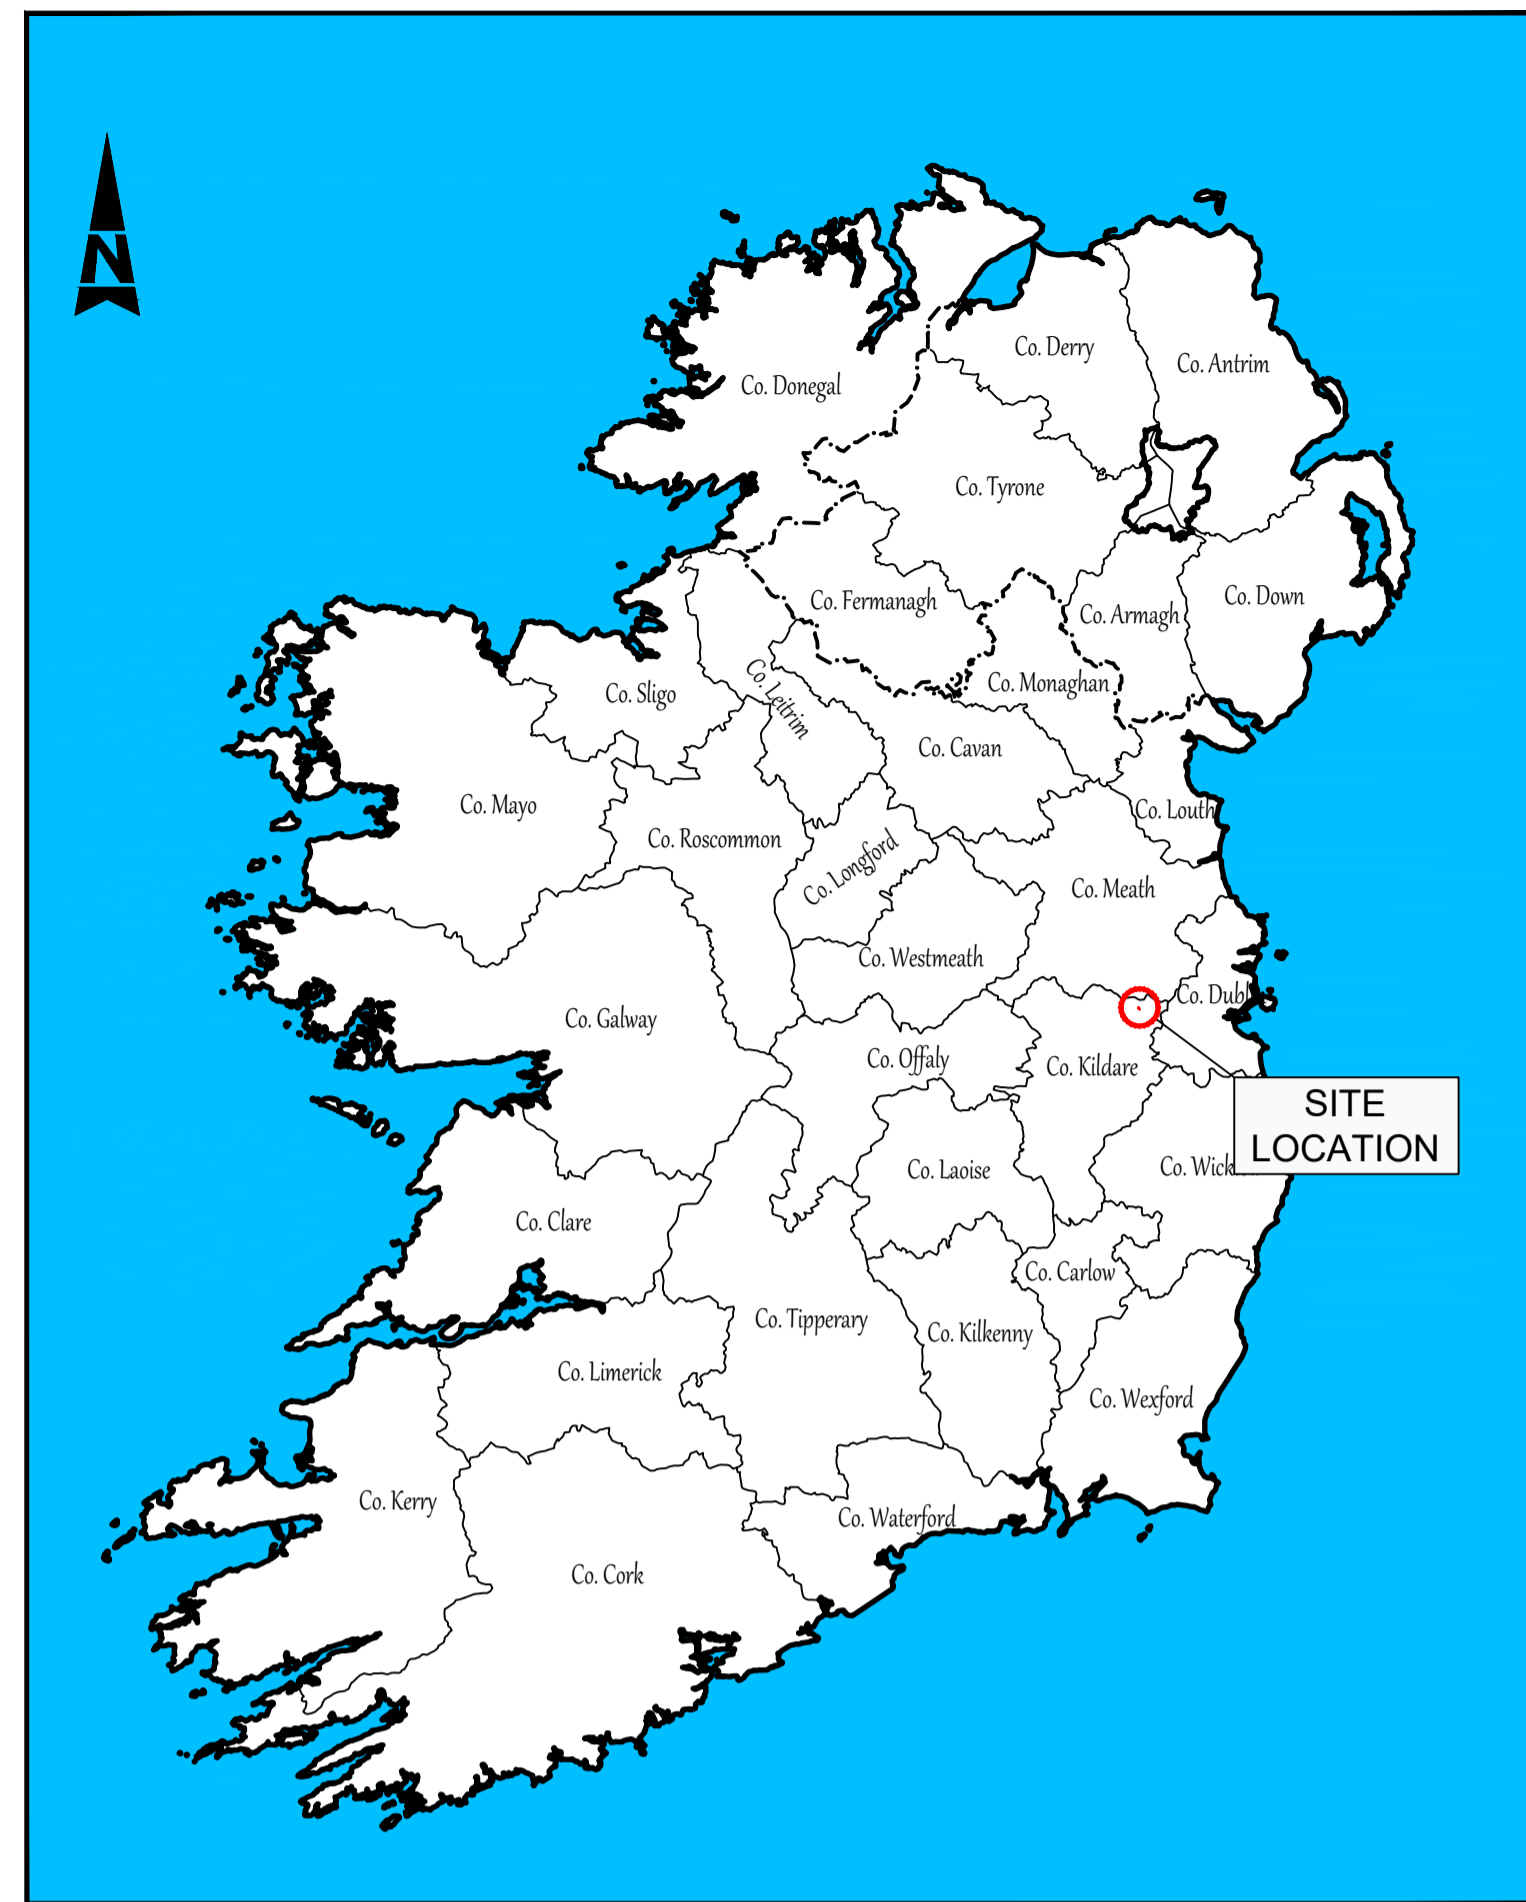 N
Co. Derry
Co. Antrim
Co. Donegal
Co. Tyrone
Co. Fermanagh
Co. Armagh
Co. Down
Co. Monaghan
Co. Sligo
Co. Leitrim
Co. Cavan
Co. Mayo
Co. Louth
Co. Roscommon
Co. Longford
Co. Meath
Co. Westmeath
Co. Dubl
Co. Galway
Co. Offaly
Co. Kildare
SITE
LOCATION
Co. Laoise
Co. Wick
Co. Clare
Co. Carlow
Co. Tipperary
Co. Kilkenny
Co. Limerick
Co. Wexford
Co. Kerry
Co. Waterford
Co. Cork